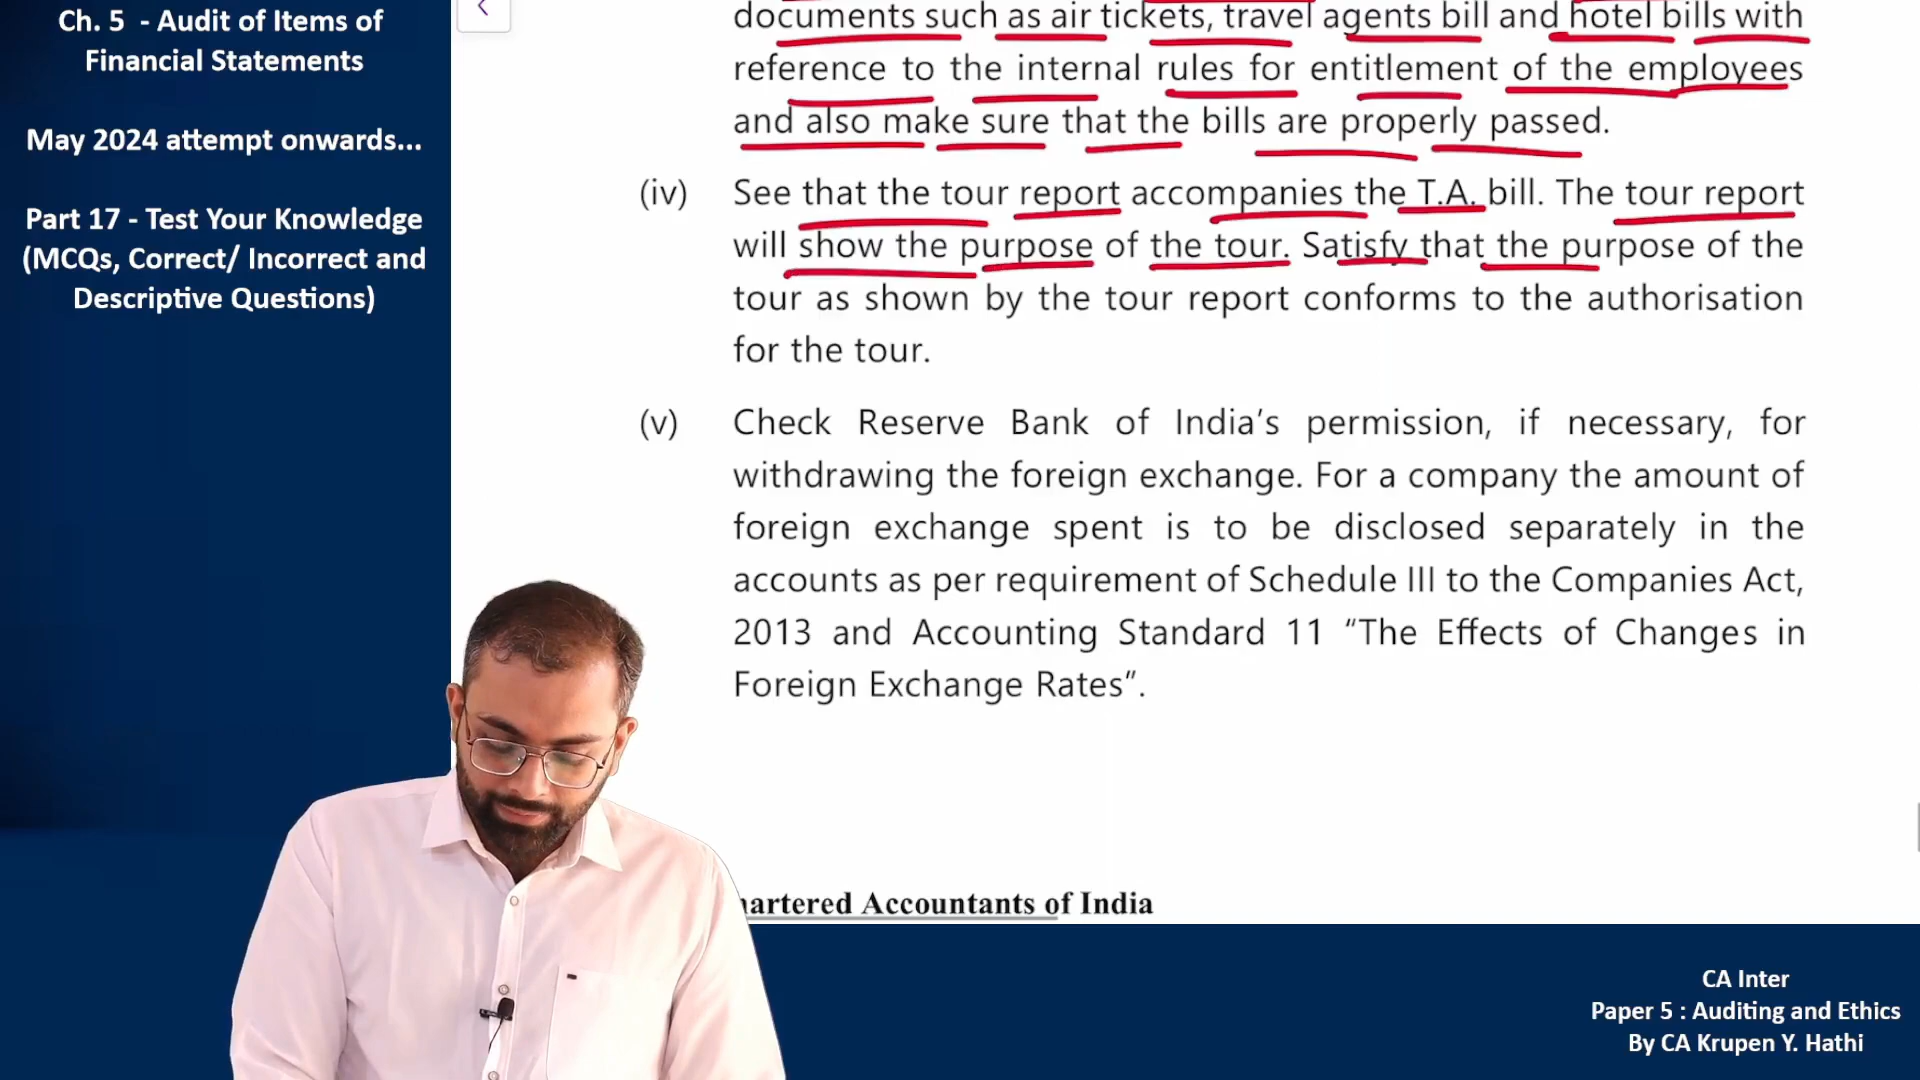 Ch. 5  - Audit of Items of
Financial Statements
May 2024 attempt onwards...
Part 17 - Test Your Knowledge
(MCQs, Correct/ Incorrect and
Descriptive Questions)
documents such as air tickets, travel agents bill and hotel bills with
reference to the internal rules for entitlement of the employees
and also make sure that the bills are properly passed.
(iv) See that the tour report accompanies the T.A. bill. The tour report
will show the purpose of the tour. Satisfy that the purpose of the
tour as shown by the tour report conforms to the authorisation
for the tour.
(v) Check Reserve Bank of India’s permission, if necessary, for
withdrawing the foreign exchange. For a company the amount of
foreign exchange spent is to be disclosed separately in the
accounts as per requirement of Schedule III to the Companies Act,
2013 and Accounting Standard 11 “The Effects of Changes in
Foreign Exchange Rates”.
hartered Accountants of India
CA Inter
Paper 5 : Auditing and Ethics
By CA Krupen Y. Hathi